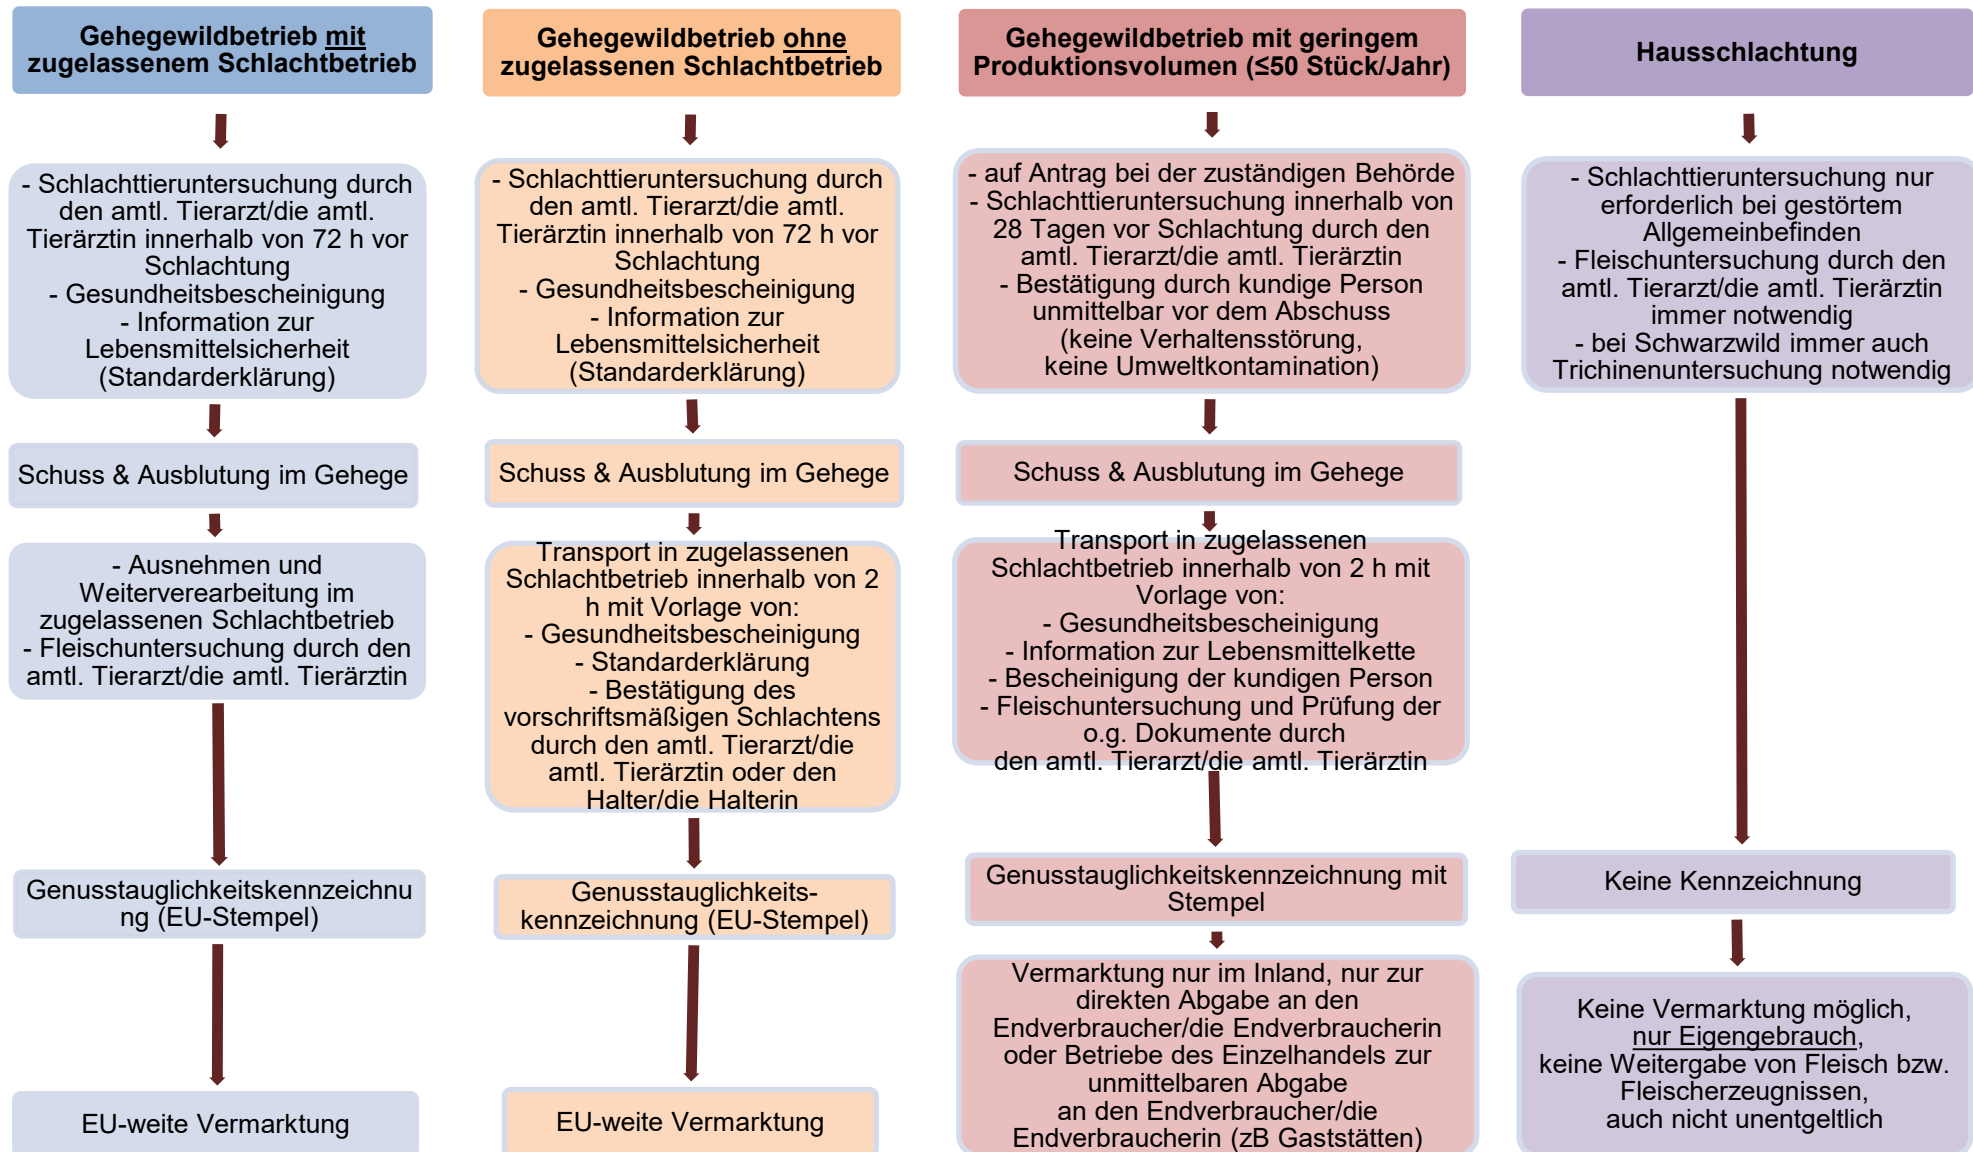 Gehegewildbetrieb mit
zugelassenem Schlachtbetrieb
- Schlachttieruntersuchung durch
den amtl. Tierarzt/die amtl.
Tierärztin innerhalb von 72 h vor
Schlachtung
- Gesundheitsbescheinigung
- Information zur
Lebensmittelsicherheit
(Standarderklärung)
Schuss & Ausblutung im Gehege
- Ausnehmen und
Weiterverearbeitung im
zugelassenen Schlachtbetrieb
- Fleischuntersuchung durch den
amtl. Tierarzt/die amtl. Tierärztin
Genusstauglichkeitskennzeichnu
ng (EU-Stempel)
EU-weite Vermarktung
Gehegewildbetrieb ohne
zugelassenen Schlachtbetrieb
- Schlachttieruntersuchung durch
den amtl. Tierarzt/die amtl.
Tierärztin innerhalb von 72 h vor
Schlachtung
- Gesundheitsbescheinigung
- Information zur
Lebensmittelsicherheit
(Standarderklärung)
Schuss & Ausblutung im Gehege
Transport in zugelassenen
Schlachtbetrieb innerhalb von 2
h mit Vorlage von:
- Gesundheitsbescheinigung
- Standarderklärung
- Bestätigung des
vorschriftsmäßigen Schlachtens
durch den amtl. Tierarzt/die
amtl. Tierärztin oder den
Halter/die Halterin
Genusstauglichkeits-
kennzeichnung (EU-Stempel)
EU-weite Vermarktung
Gehegewildbetrieb mit geringem
Produktionsvolumen (≤50 Stück/Jahr)
- auf Antrag bei der zuständigen Behörde
- Schlachttieruntersuchung innerhalb von
28 Tagen vor Schlachtung durch den
amtl. Tierarzt/die amtl. Tierärztin
- Bestätigung durch kundige Person
unmittelbar vor dem Abschuss
(keine Verhaltensstörung,
keine Umweltkontamination)
Schuss & Ausblutung im Gehege
Transport in zugelassenen
Schlachtbetrieb innerhalb von 2 h mit
Vorlage von:
- Gesundheitsbescheinigung
- Information zur Lebensmittelkette
- Bescheinigung der kundigen Person
- Fleischuntersuchung und Prüfung der
o.g. Dokumente durch
den amtl. Tierarzt/die amtl. Tierärztin
Genusstauglichkeitskennzeichnung mit
Stempel
Vermarktung nur im Inland, nur zur
direkten Abgabe an den
Endverbraucher/die Endverbraucherin
oder Betriebe des Einzelhandels zur
unmittelbaren Abgabe
an den Endverbraucher/die
Endverbraucherin (zB Gaststätten)
Hausschlachtung
- Schlachttieruntersuchung nur
erforderlich bei gestörtem
Allgemeinbefinden
- Fleischuntersuchung durch den
amtl. Tierarzt/die amtl. Tierärztin
immer notwendig
- bei Schwarzwild immer auch
Trichinenuntersuchung notwendig
Keine Kennzeichnung
Keine Vermarktung möglich,
nur Eigengebrauch,
keine Weitergabe von Fleisch bzw.
Fleischerzeugnissen,
auch nicht unentgeltlich